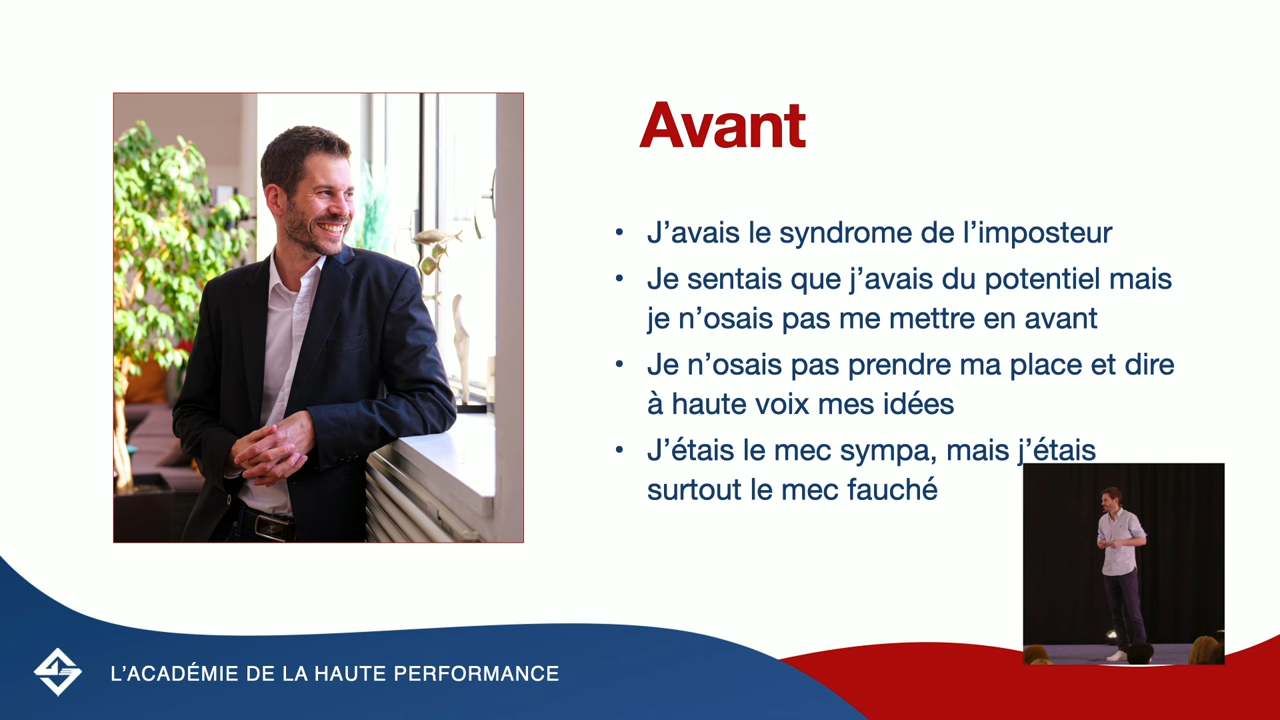 Avant
• J’avais le syndrome de l’imposteur
• Je sentais que j’avais du potentiel mais
je n’osais pas me mettre en avant
• Je n’osais pas prendre ma place et dire
à haute voix mes idées
• J’étais le mec sympa, mais j’étais
surtout le mec fauché
L’ACADÉMIE DE LA HAUTE PERFORMANCE